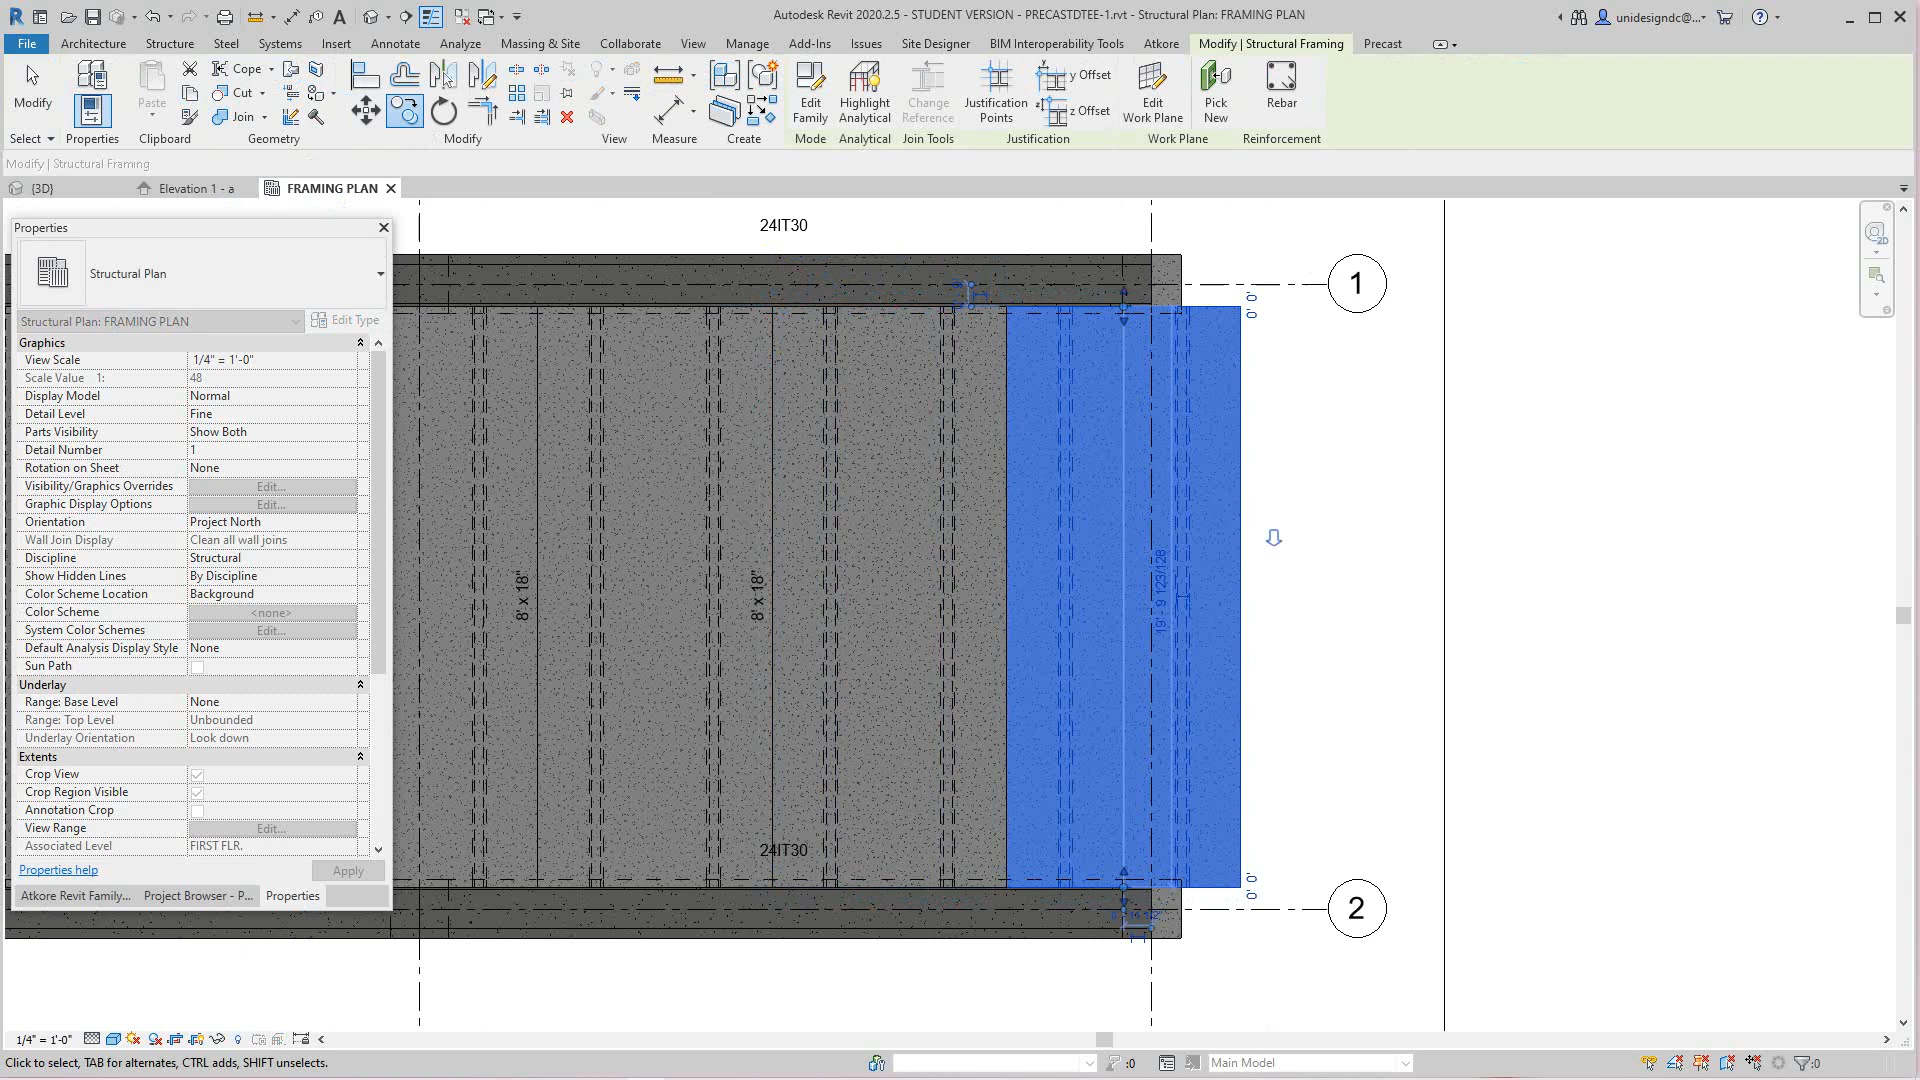 Autodesk Revit 2020.2.5 - STUDENT VERSION - PRECASTDTEE-1.rvt - Structural Plan: FRAMING PLAN
unidesigndc@...
File Architecture Structure Steel Systems Insert Annotate Analyze Massing & Site Collaborate View Manage Add-Ins Issues Site Designer BIM Interoperability Tools Atkore Modify | Structural Framing Precast
Modify
Paste
Cope
Cut
Join
Edit Family
Highlight Analytical
Change Reference
Justification Points
y Offset
z Offset
Edit Work Plane
Pick New
Rebar
Select Properties Clipboard Geometry Modify View Measure Create Mode Analytical Join Tools Justification Work Plane Reinforcement
Modify | Structural Framing
{3D} Elevation 1 - a FRAMING PLAN
Properties
Structural Plan
Structural Plan: FRAMING PLAN Edit Type
Graphics
View Scale 1/4" = 1'-0"
Scale Value 1: 48
Display Model Normal
Detail Level Fine
Parts Visibility Show Both
Detail Number 1
Rotation on Sheet None
Visibility/Graphics Overrides Edit...
Graphic Display Options Edit...
Orientation Project North
Wall Join Display Clean all wall joins
Discipline Structural
Show Hidden Lines By Discipline
Color Scheme Location Background
Color Scheme <none>
System Color Schemes Edit...
Default Analysis Display Style None
Sun Path
Underlay
Range: Base Level None
Range: Top Level Unbounded
Underlay Orientation Look down
Extents
Crop View
Crop Region Visible
Annotation Crop
View Range Edit...
Associated Level FIRST FLR.
Properties help Apply
Atkore Revit Family... Project Browser - P... Properties
24IT30
1
0' 0'
8' x 18"
8' x 18"
19' - 9 123/128
24IT30
0' 0'
2
1/4" = 1'-0"
Click to select, TAB for alternates, CTRL adds, SHIFT unselects.
:0
Main Model
:0